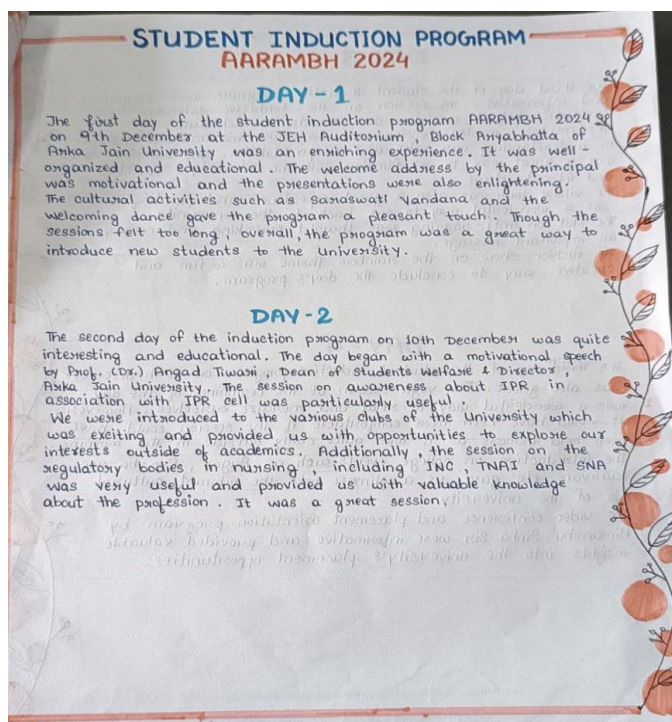 STUDENT INDUCTION PROGRAM
AARAMBH 2024
DAY-1
The first day of the student induction program AARAMBH 2024
on 9th December at the JEH Auditorium, Block Aryabhatta of
Arka Jain University was an enriching experience. It was well-
organized and educational. The welcome address by the principal
was motivational and the presentations were also enlightening.
The cultural activities such as Saraswati Vandana and the
welcoming dance gave the program a pleasant touch. Though, the
sessions felt too long, overall, the program was a great way to
introduce new students to the University.
DAY-2
The second day of the induction program on 10th December was quite
interesting and educational. The day began with a motivational speech
by Prof. (Dr.) Angad Tiwari, Dean of Students Welfare & Director,
Arka Jain University. The session on awareness about IPR in
association with IPR cell was particularly useful.
We were introduced to the various clubs of the University which
was exciting and provided us with opportunities to explore our
interests outside of academics. Additionally, the session on the
regulatory bodies in nursing, including INC, TNAI and SNA
was very useful and provided us with valuable knowledge
about the profession. It was a great session.